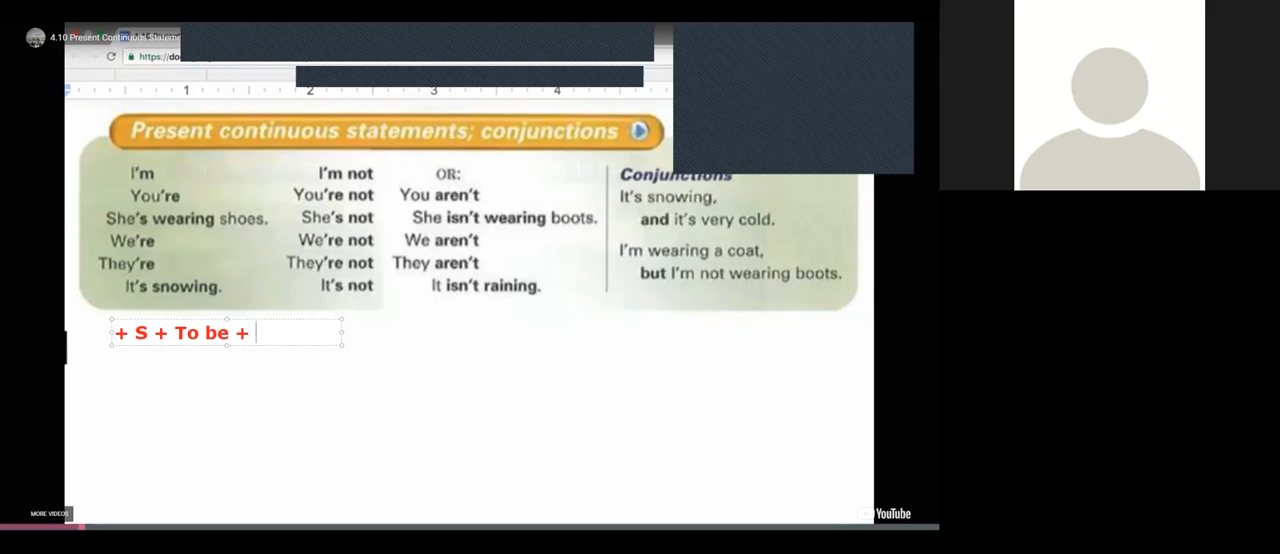 4.10 Present Continuous Stateme
https://do
1 2 3 4
Present continuous statements; conjunctions
I'm
You're
She's wearing shoes.
We're
They're
It's snowing.
I'm not
You're not
She's not
We're not
They're not
It's not
OR:
You aren't
She isn't wearing boots.
We aren't
They aren't
It isn't raining.
Conjunctions
It's snowing,
and it's very cold.
I'm wearing a coat,
but I'm not wearing boots.
+ S + To be +
MORE VIDEOS
YouTube